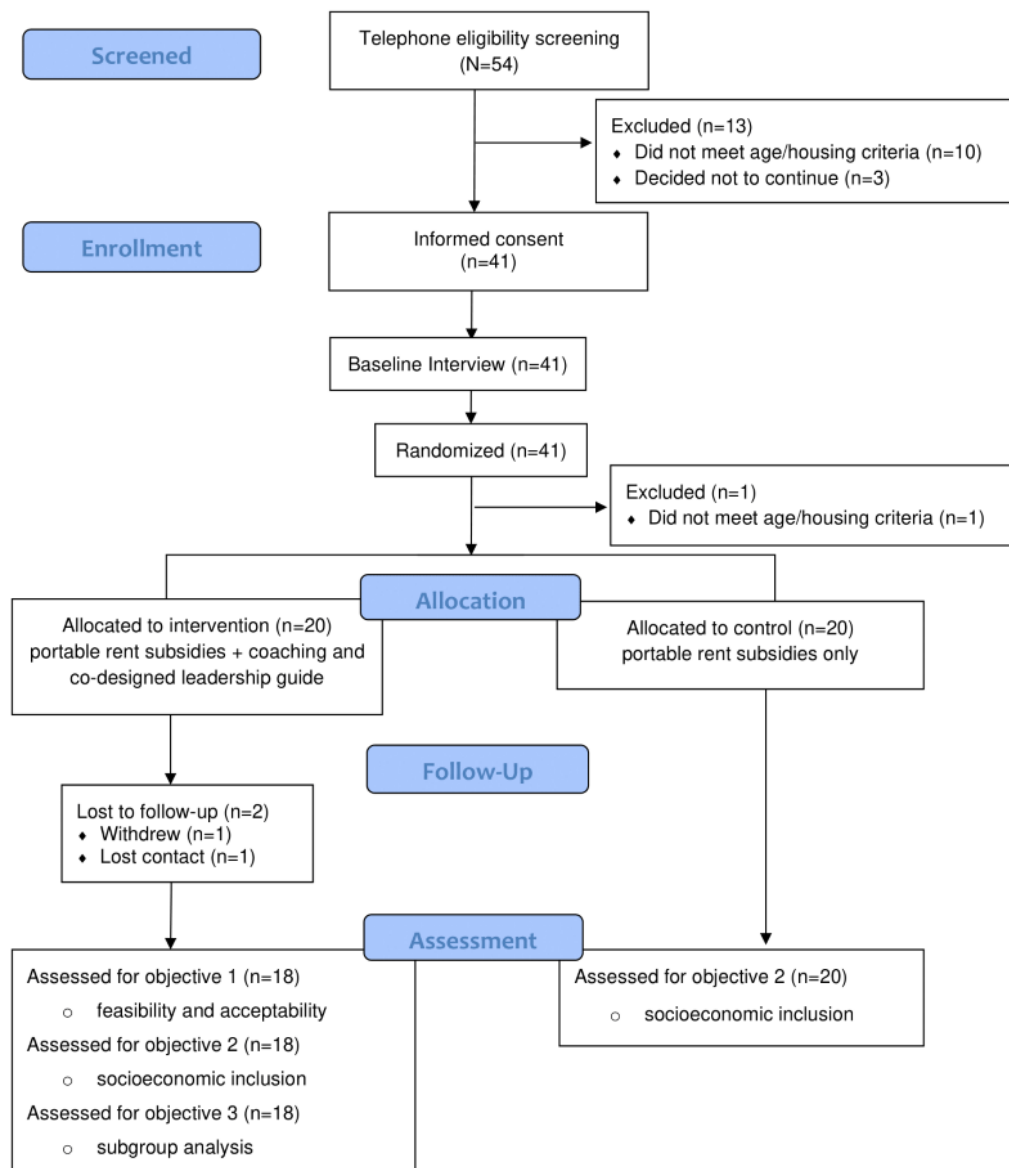 Screened
Telephone eligibility screening
(N=54)
Excluded (n=13)
♦ Did not meet age/housing criteria (n=10)
♦ Decided not to continue (n=3)
Enrollment
Informed consent
(n=41)
Baseline Interview (n=41)
Randomized (n=41)
Excluded (n=1)
♦ Did not meet age/housing criteria (n=1)
Allocation
Allocated to intervention (n=20)
portable rent subsidies + coaching and
co-designed leadership guide
Allocated to control (n=20)
portable rent subsidies only
Follow-Up
Lost to follow-up (n=2)
♦ Withdrew (n=1)
♦ Lost contact (n=1)
Assessment
Assessed for objective 1 (n=18)
o feasibility and acceptability
Assessed for objective 2 (n=18)
o socioeconomic inclusion
Assessed for objective 3 (n=18)
o subgroup analysis
Assessed for objective 2 (n=20)
o socioeconomic inclusion